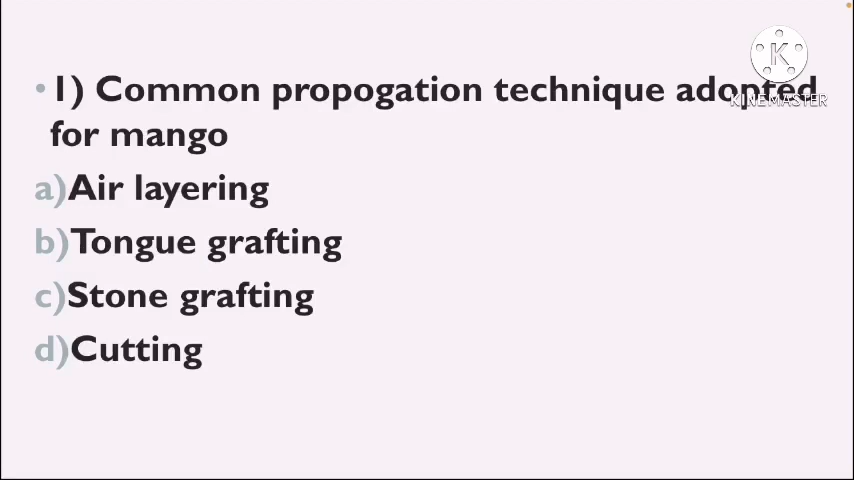 • 1) Common propogation technique adopted
for mango
a)Air layering
b)Tongue grafting
c)Stone grafting
d)Cutting
K
KINEMASTER